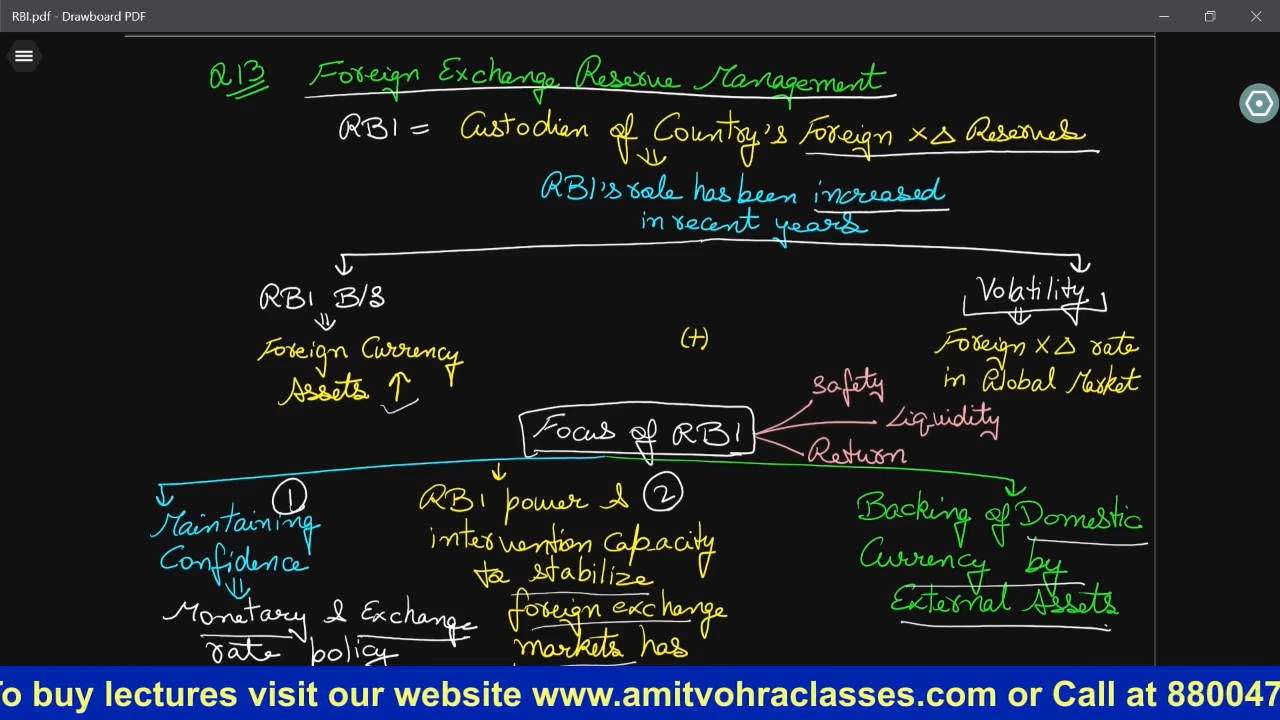 RBI.pdf - Drawboard PDF
Q13 Foreign Exchange Reserve Management
RBI = Custodian of Country's Foreign x∆ Reserves
RBI's role has been increased
in recent years
RBI B/S
Foreign Currency
Assets ↑
(+)
Volatility
Foreign x∆ rate
in Global Market
Focus of RBI
Safety
Liquidity
Return
①
Maintaining
Confidence
Monetary & Exchange
rate policy
②
RBI power &
intervention capacity
to stabilize
foreign exchange
markets has
Backing of Domestic
Currency by
External Assets
To buy lectures visit our website www.amitvohraclasses.com or Call at 880047